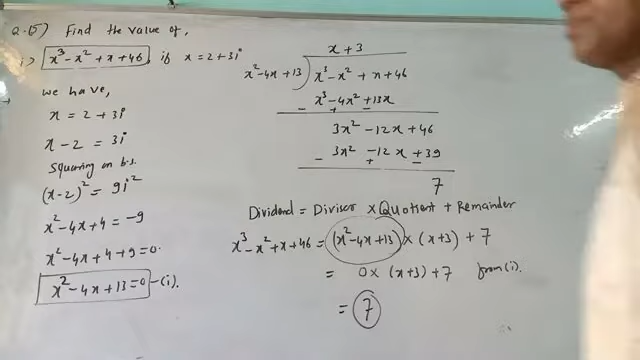 Q.5) Find the value of,
i> x³-x²+x+46, if x = 2+3i
we have,
x = 2+3i
x-2 = 3i
Squaring on b.s.
(x-2)² = 9i²
x²-4x+4 = -9
x²-4x+4+9=0.
x²-4x+13=0 -(i).
x+3
x²-4x+13) x³-x²+x+46
x³-4x²+13x
- + -
3x²-12x+46
3x²-12x+39
- + -
7
Dividend = Divisor × Quotient + Remainder
x³-x²+x+46 = (x²-4x+13)×(x+3)+7
= 0×(x+3)+7 from(i).
= 7